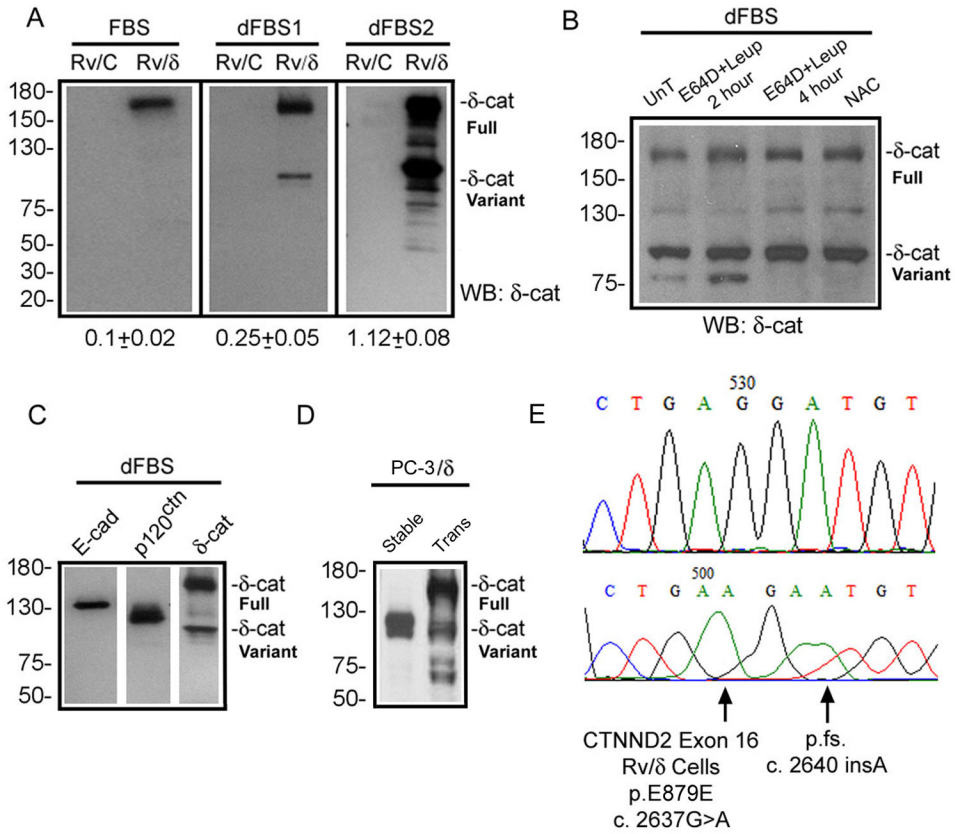 A
FBS dFBS1 dFBS2
Rv/C Rv/δ Rv/C Rv/δ Rv/C Rv/δ
180-
150-
130-
75-
50-
30-
20-
-δ-cat
Full
-δ-cat
Variant
WB: δ-cat
0.1±0.02 0.25±0.05 1.12±0.08
B
dFBS
UnT
E64D+Leup
2 hour
E64D+Leup
4 hour
NAC
180-
150-
130-
75-
-δ-cat
Full
-δ-cat
Variant
WB: δ-cat
C
dFBS
E-cad p120ctn δ-cat
180-
130-
75-
50-
-δ-cat
Full
-δ-cat
Variant
D
PC-3/δ
Stable Trans
180-
130-
75-
50-
-δ-cat
Full
-δ-cat
Variant
E
530
C T G A G G A T G T
500
C T G A A G A A T G T
CTNND2 Exon 16
Rv/δ Cells
p.E879E
c. 2637G>A
p.fs.
c. 2640 insA